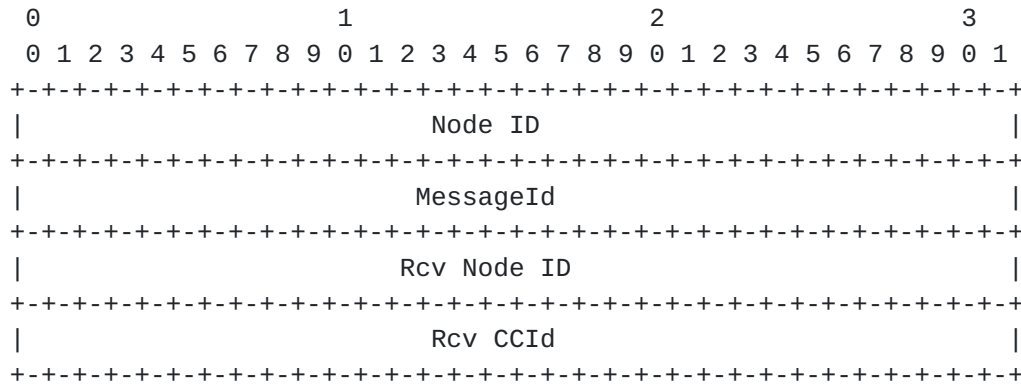 0                   1                   2                   3
 0 1 2 3 4 5 6 7 8 9 0 1 2 3 4 5 6 7 8 9 0 1 2 3 4 5 6 7 8 9 0 1
+-+-+-+-+-+-+-+-+-+-+-+-+-+-+-+-+-+-+-+-+-+-+-+-+-+-+-+-+-+-+-+-+
|                          Node ID                              |
+-+-+-+-+-+-+-+-+-+-+-+-+-+-+-+-+-+-+-+-+-+-+-+-+-+-+-+-+-+-+-+-+
|                         MessageId                             |
+-+-+-+-+-+-+-+-+-+-+-+-+-+-+-+-+-+-+-+-+-+-+-+-+-+-+-+-+-+-+-+-+
|                        Rcv Node ID                            |
+-+-+-+-+-+-+-+-+-+-+-+-+-+-+-+-+-+-+-+-+-+-+-+-+-+-+-+-+-+-+-+-+
|                          Rcv CCId                             |
+-+-+-+-+-+-+-+-+-+-+-+-+-+-+-+-+-+-+-+-+-+-+-+-+-+-+-+-+-+-+-+-+